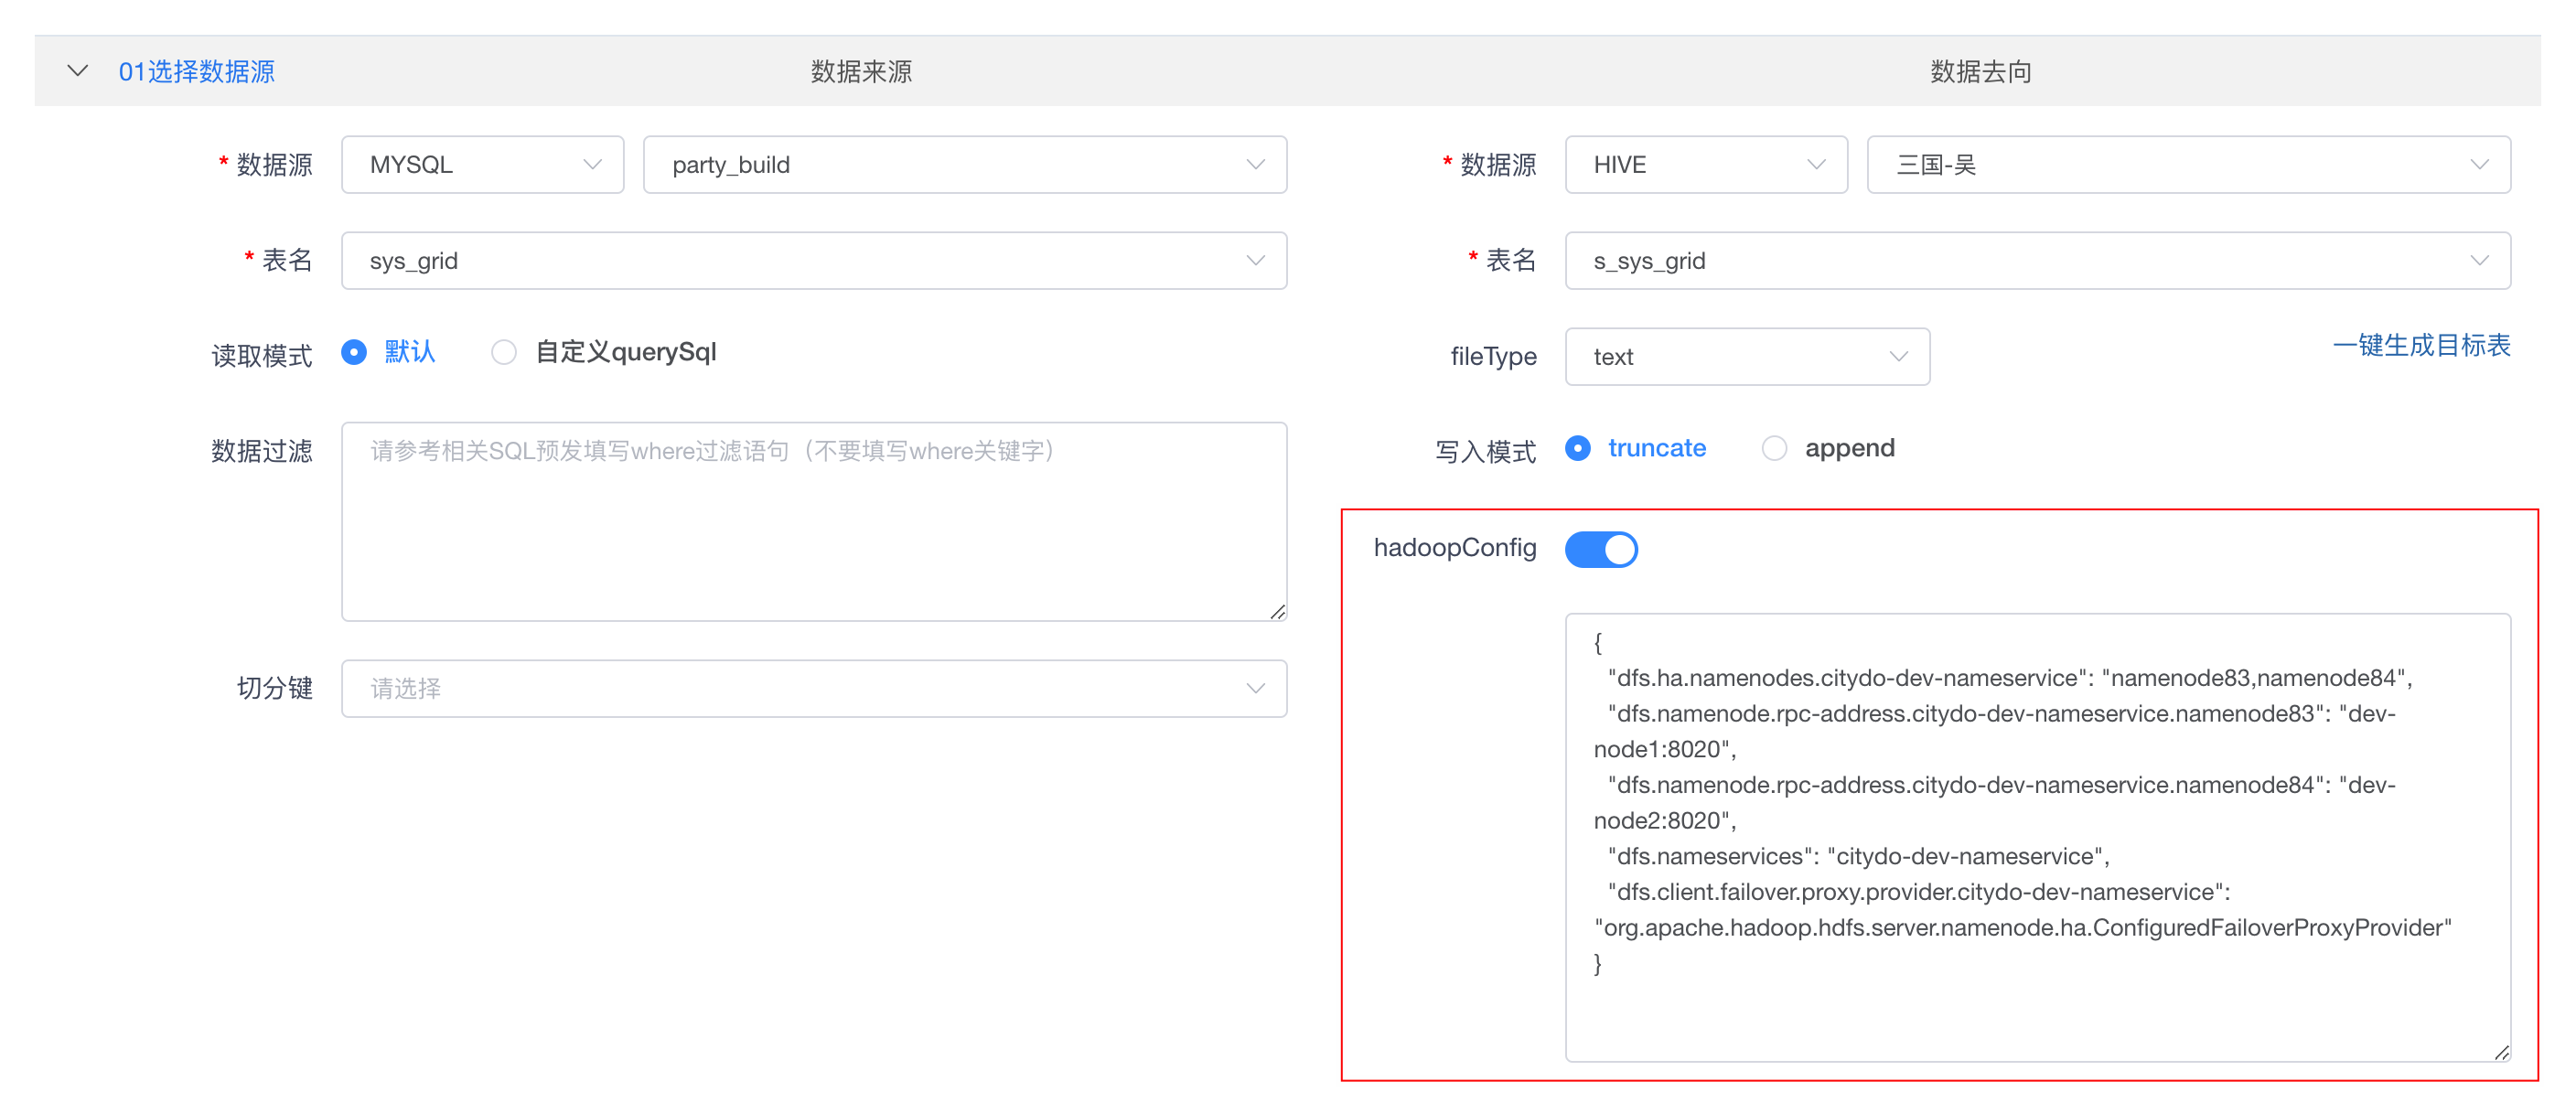 01选择数据源
数据来源
数据去向
* 数据源
MYSQL
party_build
* 表名
sys_grid
读取模式
默认
自定义querySql
数据过滤
请参考相关SQL预发填写where过滤语句（不要填写where关键字）
切分键
请选择
* 数据源
HIVE
三国-吴
* 表名
s_sys_grid
fileType
text
一键生成目标表
写入模式
truncate
append
hadoopConfig
{
"dfs.ha.namenodes.citydo-dev-nameservice": "namenode83,namenode84",
"dfs.namenode.rpc-address.citydo-dev-nameservice.namenode83": "dev-
node1:8020",
"dfs.namenode.rpc-address.citydo-dev-nameservice.namenode84": "dev-
node2:8020",
"dfs.nameservices": "citydo-dev-nameservice",
"dfs.client.failover.proxy.provider.citydo-dev-nameservice":
"org.apache.hadoop.hdfs.server.namenode.ha.ConfiguredFailoverProxyProvider"
}